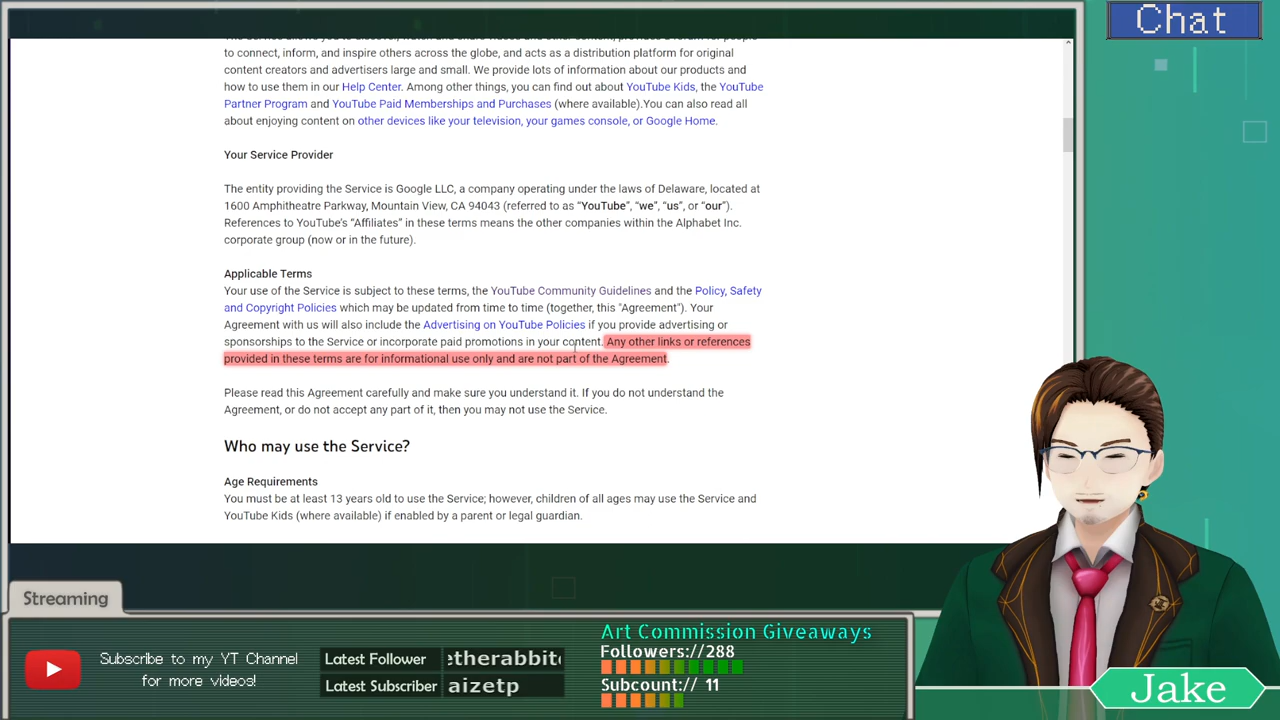 Chat
to connect, inform, and inspire others across the globe, and acts as a distribution platform for original
content creators and advertisers large and small. We provide lots of information about our products and
how to use them in our Help Center. Among other things, you can find out about YouTube Kids, the YouTube
Partner Program and YouTube Paid Memberships and Purchases (where available).You can also read all
about enjoying content on other devices like your television, your games console, or Google Home.
Your Service Provider
The entity providing the Service is Google LLC, a company operating under the laws of Delaware, located at
1600 Amphitheatre Parkway, Mountain View, CA 94043 (referred to as “YouTube”, “we”, “us”, or “our”).
References to YouTube’s “Affiliates” in these terms means the other companies within the Alphabet Inc.
corporate group (now or in the future).
Applicable Terms
Your use of the Service is subject to these terms, the YouTube Community Guidelines and the Policy, Safety
and Copyright Policies which may be updated from time to time (together, this "Agreement"). Your
Agreement with us will also include the Advertising on YouTube Policies if you provide advertising or
sponsorships to the Service or incorporate paid promotions in your content. Any other links or references
provided in these terms are for informational use only and are not part of the Agreement.
Please read this Agreement carefully and make sure you understand it. If you do not understand the
Agreement, or do not accept any part of it, then you may not use the Service.
Who may use the Service?
Age Requirements
You must be at least 13 years old to use the Service; however, children of all ages may use the Service and
YouTube Kids (where available) if enabled by a parent or legal guardian.
Streaming
Subscribe to my YT Channel
for more videos!
Latest Follower
etherabbit
Latest Subscriber
aizetp
Art Commission Giveaways
Followers://288
Subcount:// 11
Jake